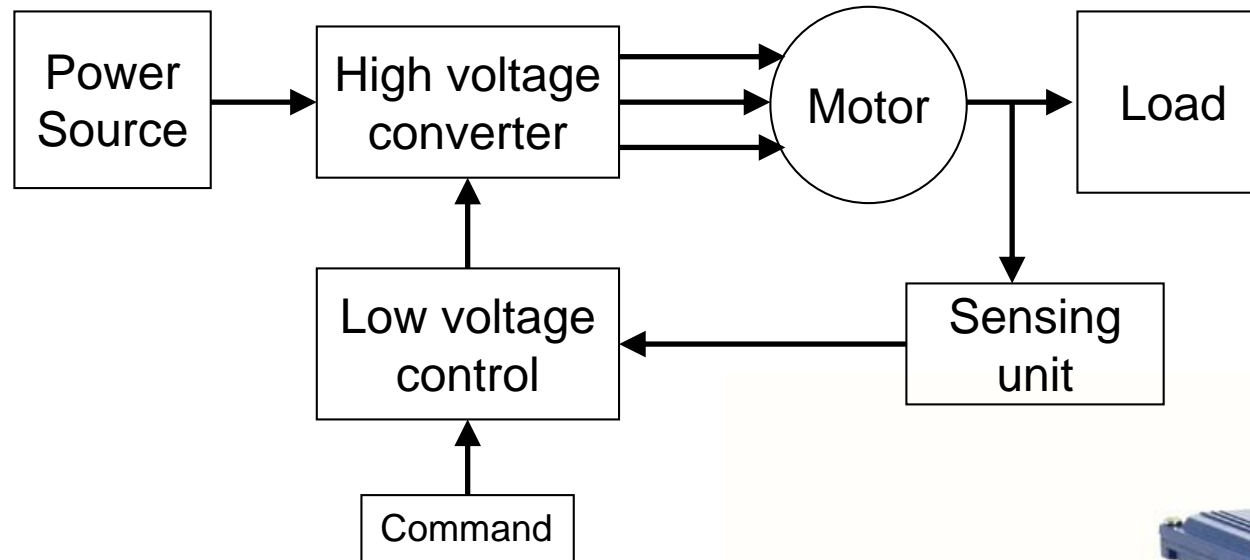 Power
Source
High voltage
converter
Motor
Load
Low voltage
control
Sensing
unit
Command